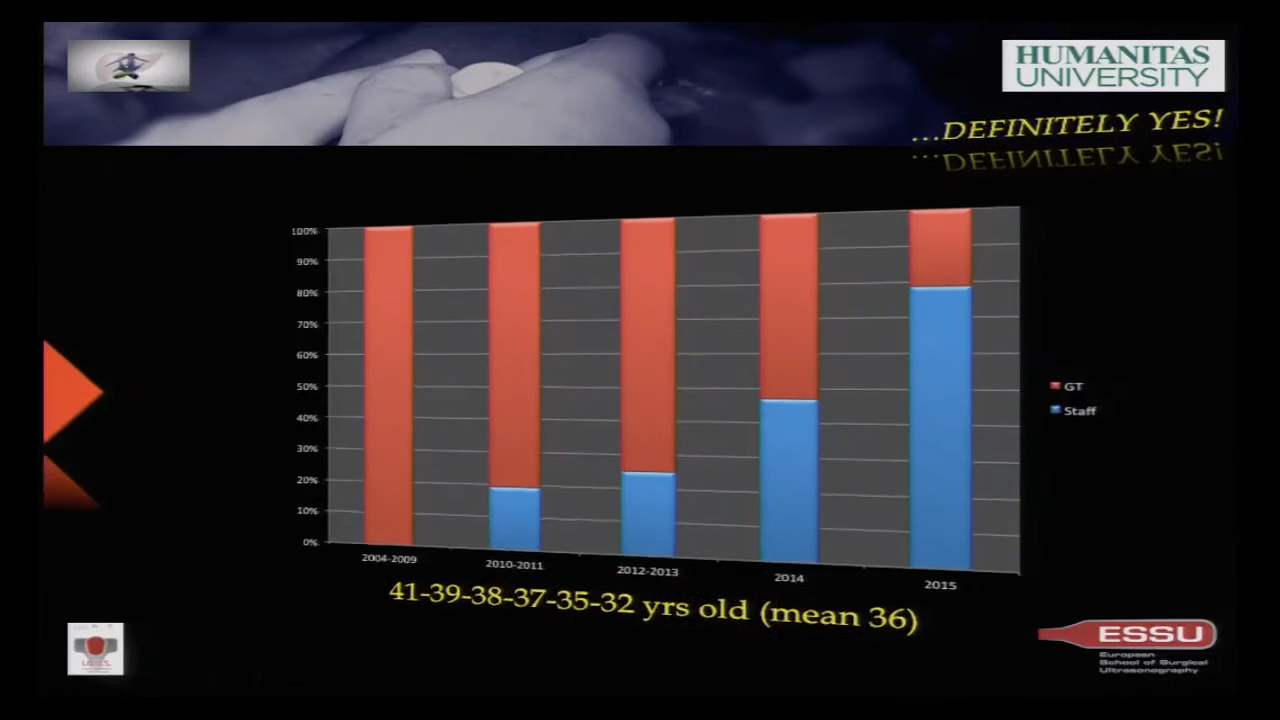 HUMANITAS
UNIVERSITY
...DEFINITELY YES!
100%
90%
80%
70%
60%
50%
40%
30%
20%
10%
0%
2004-2009
2010-2011
2012-2013
2014
2015
GT
Staff
41-39-38-37-35-32 yrs old (mean 36)
ESSU
European
School of Surgical
Ultrasonography